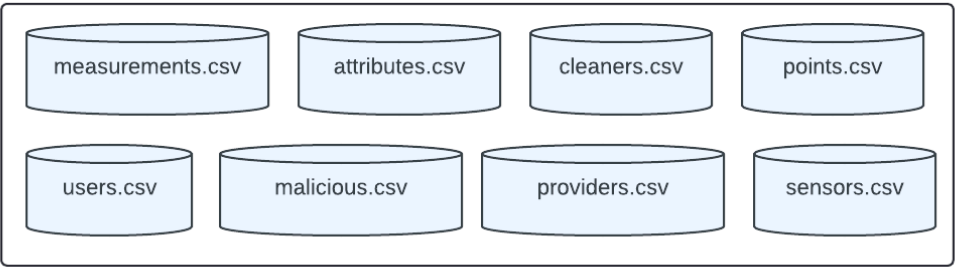 measurements.csv
attributes.csv
cleaners.csv
points.csv
users.csv
malicious.csv
providers.csv
sensors.csv